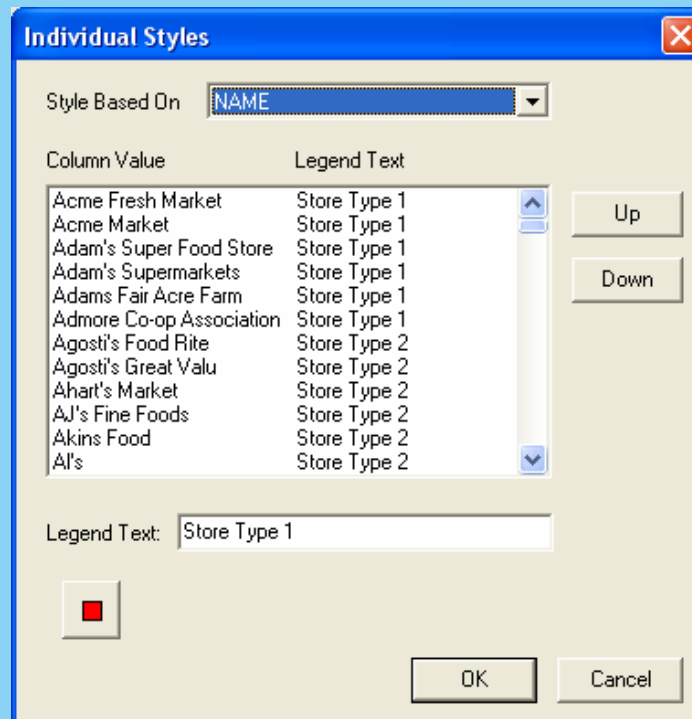 Individual Styles
Style Based On NAME
Column Value Legend Text
Acme Fresh Market Store Type 1
Acme Market Store Type 1
Adam's Super Food Store Store Type 1
Adam's Supermarkets Store Type 1
Adams Fair Acre Farm Store Type 1
Admore Co-op Association Store Type 1
Agosti's Food Rite Store Type 2
Agosti's Great Valu Store Type 2
Ahart's Market Store Type 2
AJ's Fine Foods Store Type 2
Akins Food Store Type 2
Al's Store Type 2
Up
Down
Legend Text: Store Type 1
OK Cancel